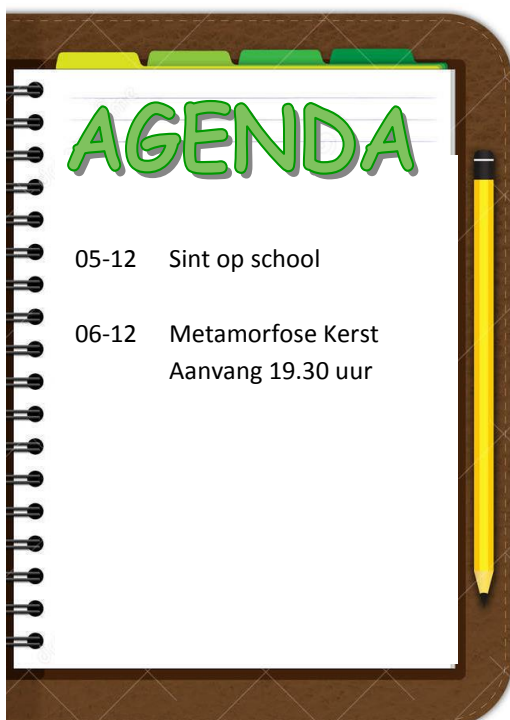 AGENDA
05-12 Sint op school
06-12 Metamorfose Kerst
Aanvang 19.30 uur